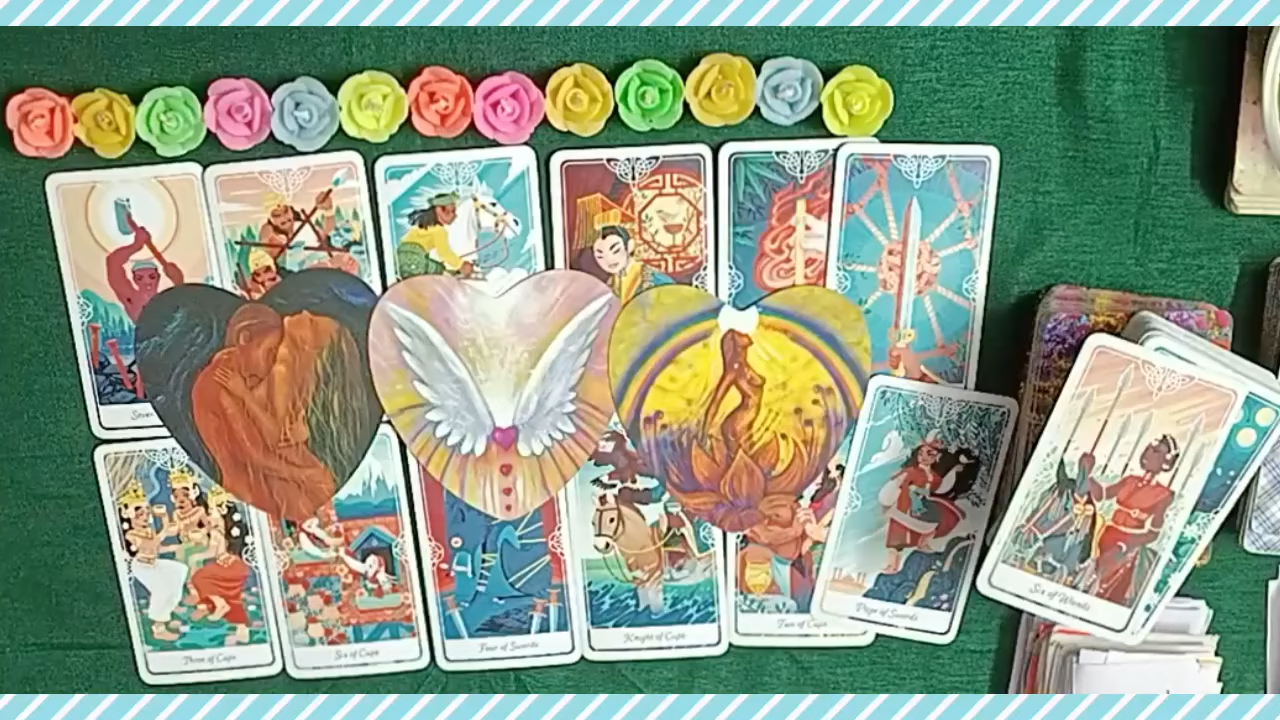 Seven
Three of Cups
Six of Cups
Four of Swords
Knight of Cups
Two of Cups
Page of Swords
Six of Wands